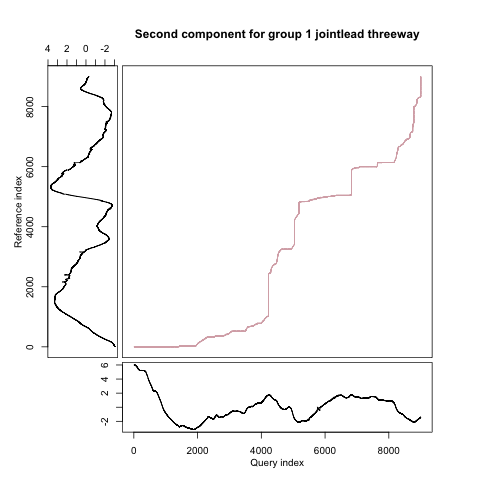 Second component for group 1 jointlead threeway
4 2 0 -2
Reference index
8000
6000
4000
2000
0
6
4
2
-2
0 2000 4000 6000 8000
Query index